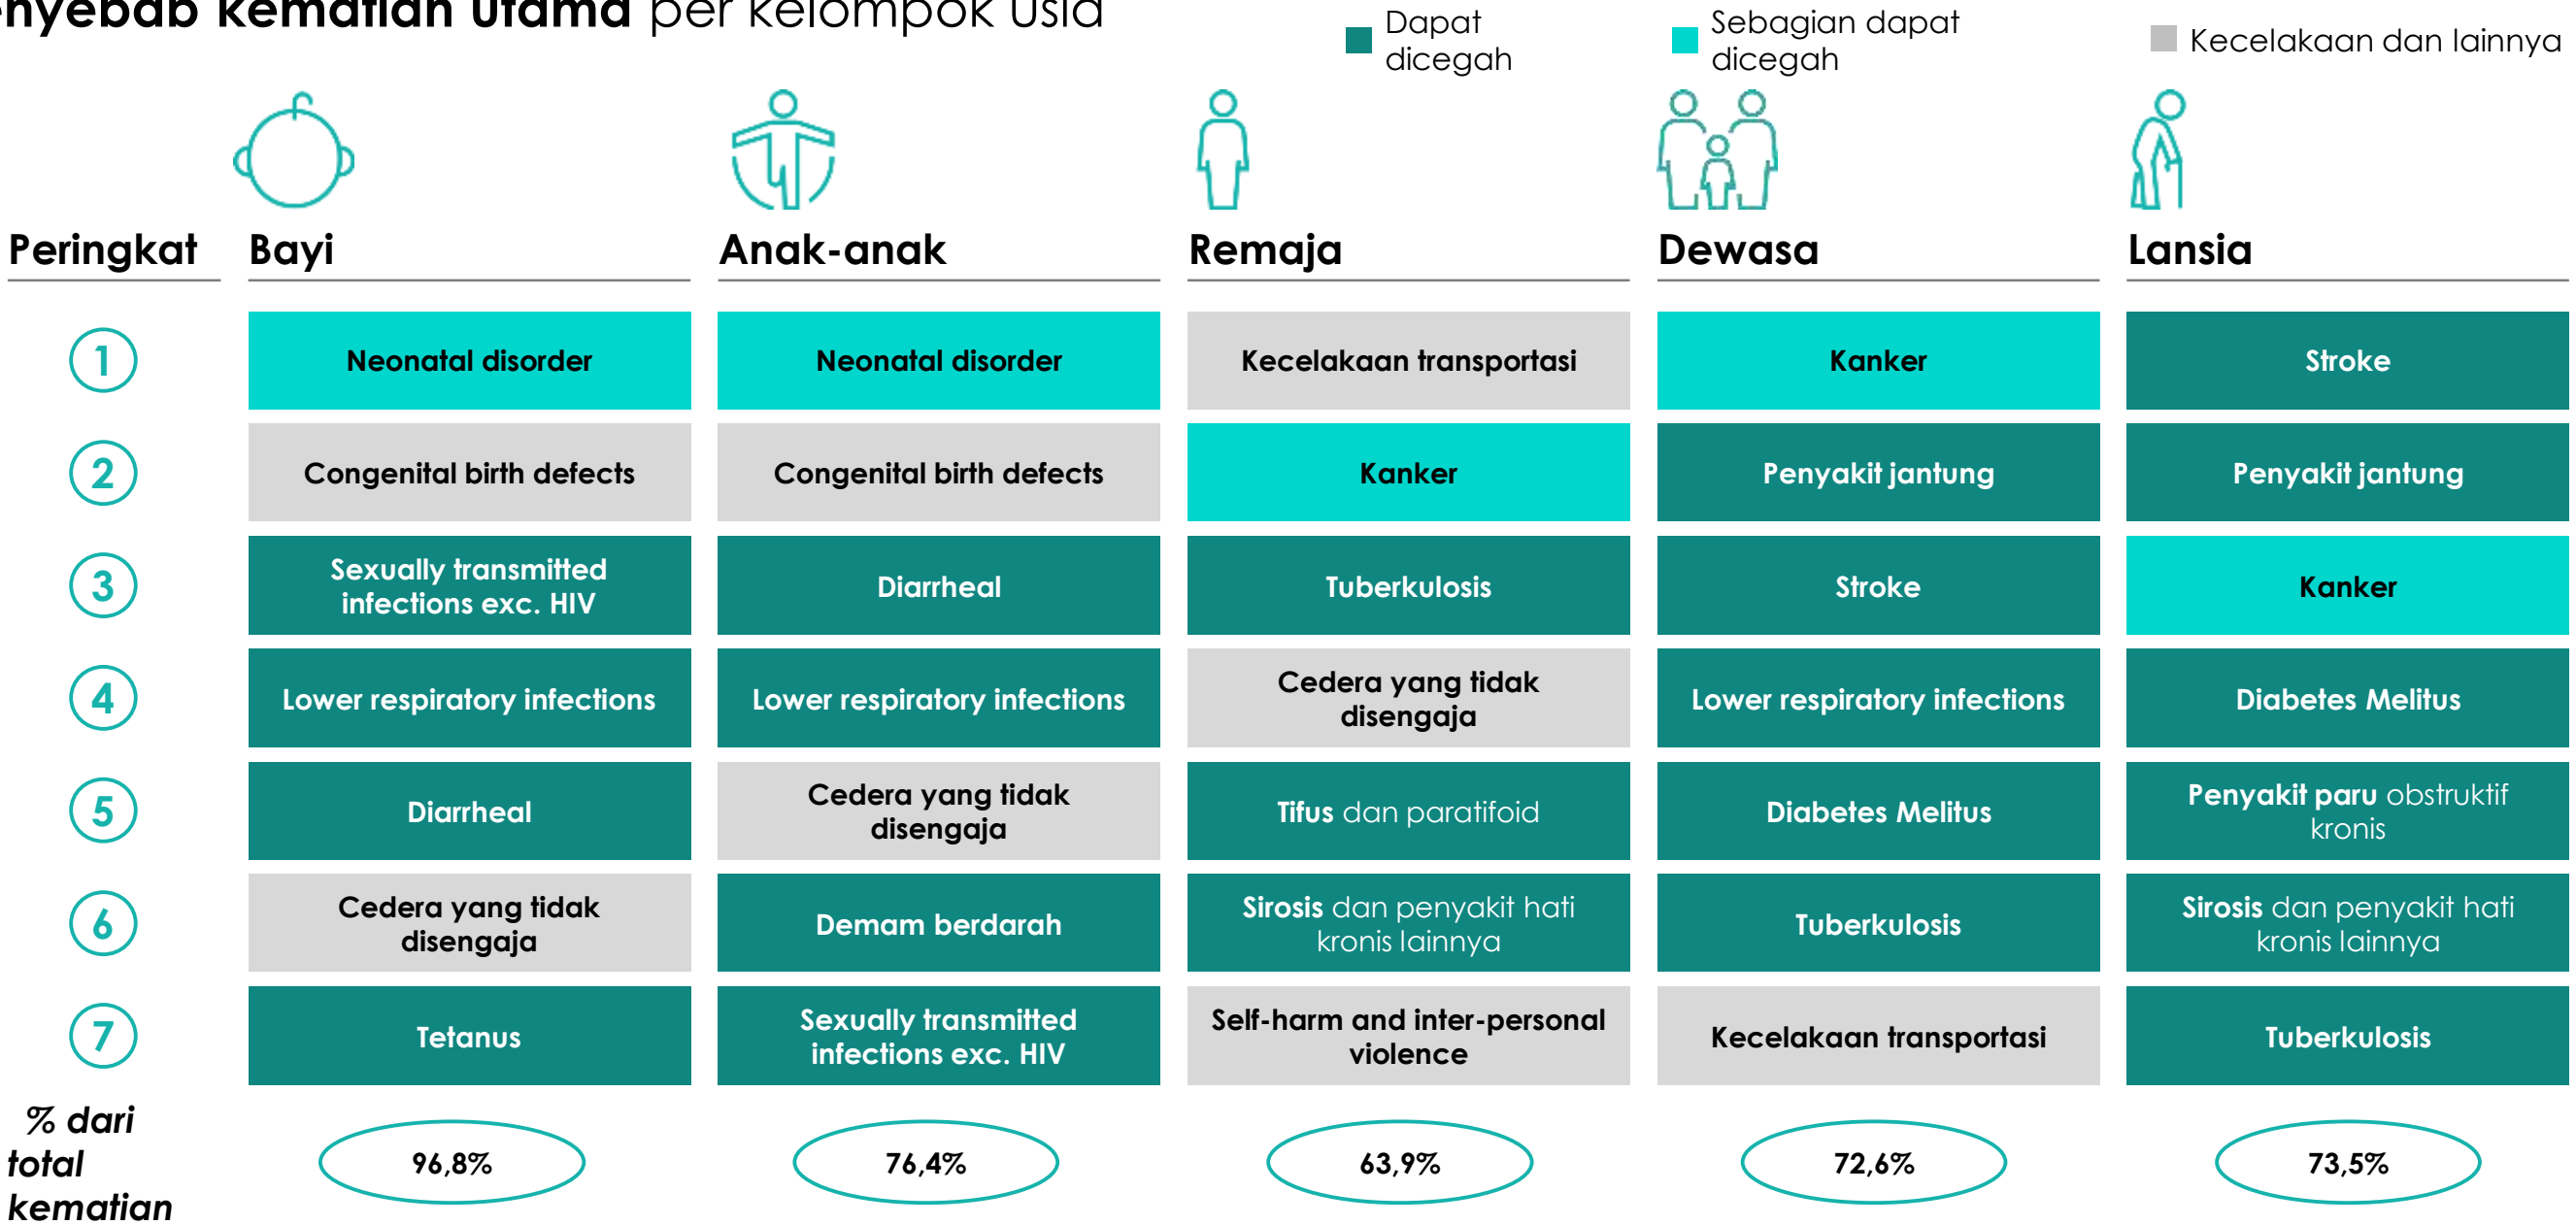 enyebab kematian utama per kelompok usia
Dapat
dicegah
Sebagian dapat
dicegah
Kecelakaan dan lainnya
Peringkat
Bayi
Anak-anak
Remaja
Dewasa
Lansia
1
Neonatal disorder
Neonatal disorder
Kecelakaan transportasi
Kanker
Stroke
2
Congenital birth defects
Congenital birth defects
Kanker
Penyakit jantung
Penyakit jantung
3
Sexually transmitted
infections exc. HIV
Diarrheal
Tuberkulosis
Stroke
Kanker
4
Lower respiratory infections
Lower respiratory infections
Cedera yang tidak
disengaja
Lower respiratory infections
Diabetes Melitus
5
Diarrheal
Cedera yang tidak
disengaja
Tifus dan paratifoid
Diabetes Melitus
Penyakit paru obstruktif
kronis
6
Cedera yang tidak
disengaja
Demam berdarah
Sirosis dan penyakit hati
kronis lainnya
Tuberkulosis
Sirosis dan penyakit hati
kronis lainnya
7
Tetanus
Sexually transmitted
infections exc. HIV
Self-harm and inter-personal
violence
Kecelakaan transportasi
Tuberkulosis
% dari
total
kematian
96,8%
76,4%
63,9%
72,6%
73,5%